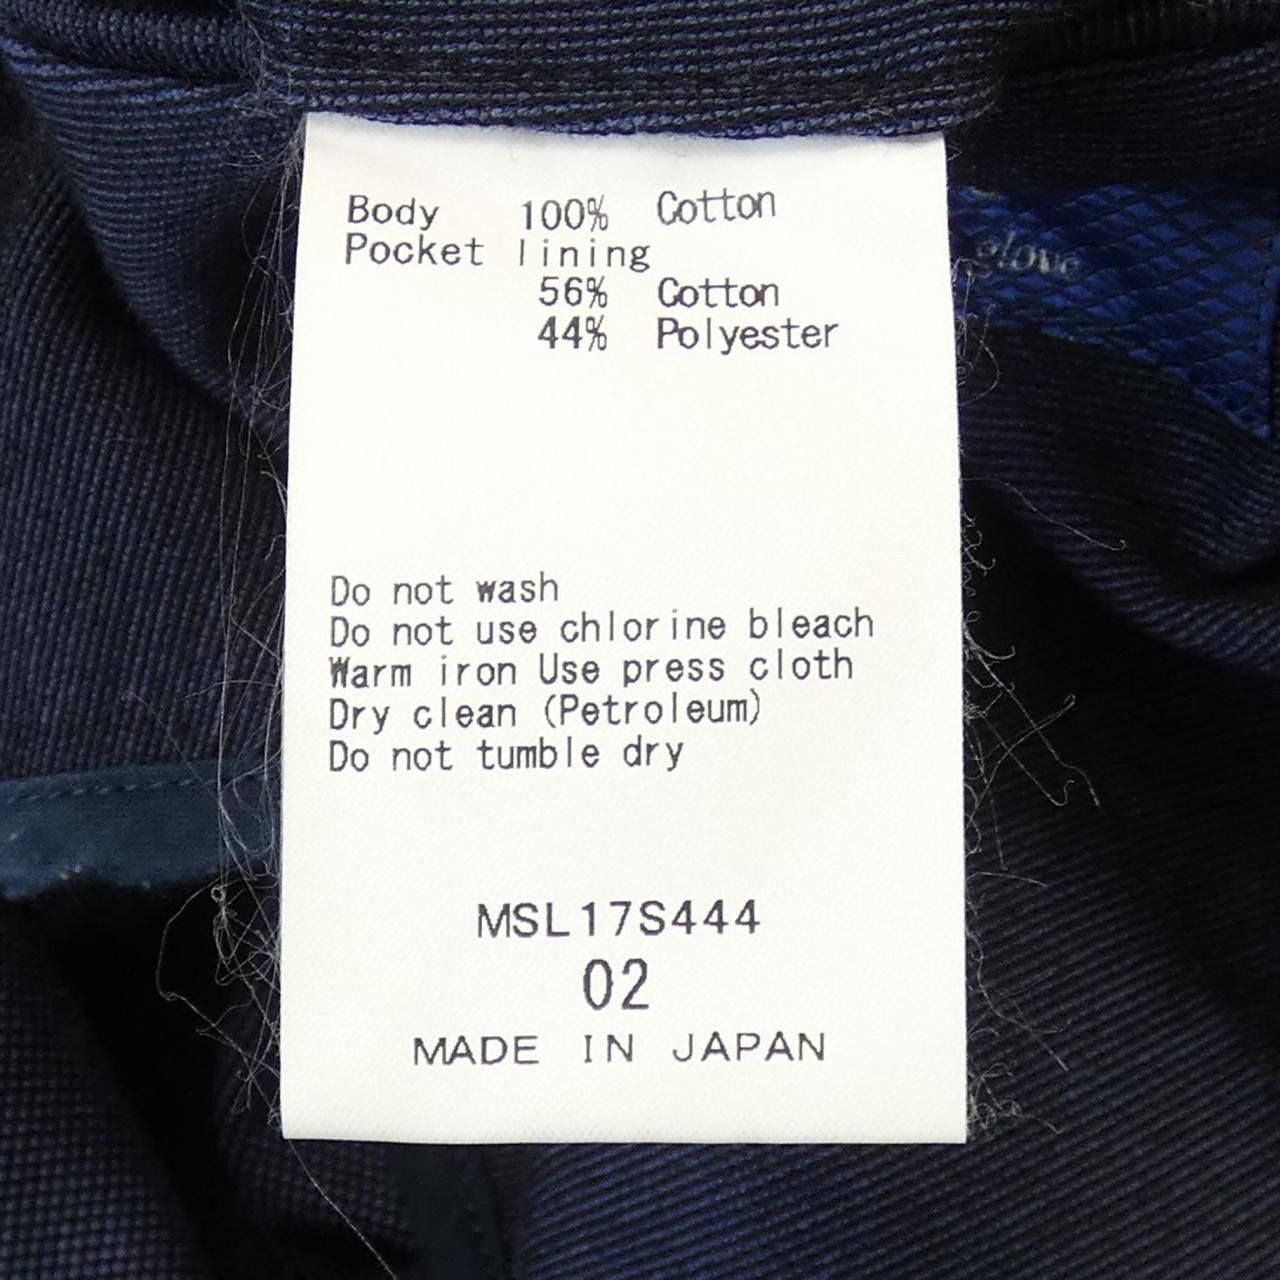 Body 100% Cotton
Pocket lining
56% Cotton
44% Polyester
glove
Do not wash
Do not use chlorine bleach
Warm iron Use press cloth
Dry clean (Petroleum)
Do not tumble dry
MSL17S444
02
MADE IN JAPAN